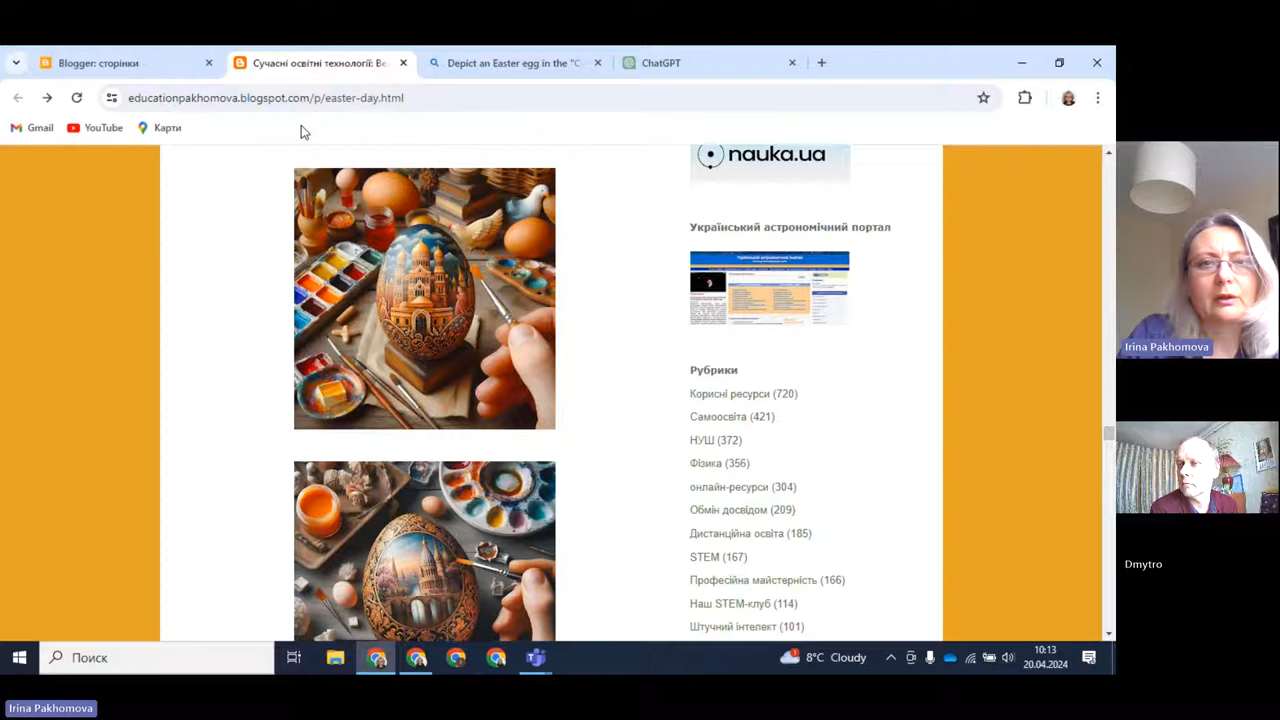 Blogger: сторінки
Сучасні освітні технології: Ве
Depict an Easter egg in the "C
ChatGPT
educationpakhomova.blogspot.com/p/easter-day.html
Gmail
YouTube
Карти
nauka.ua
Український астрономічний портал
Рубрики
Корисні ресурси (720)
Самоосвіта (421)
НУШ (372)
Фізика (356)
онлайн-ресурси (304)
Обмін досвідом (209)
Дистанційна освіта (185)
STEM (167)
Професійна майстерність (166)
Наш STEM-клуб (114)
Штучний інтелект (101)
Irina Pakhomova
Dmytro
Поиск
8°C Cloudy
10:13
20.04.2024
Irina Pakhomova